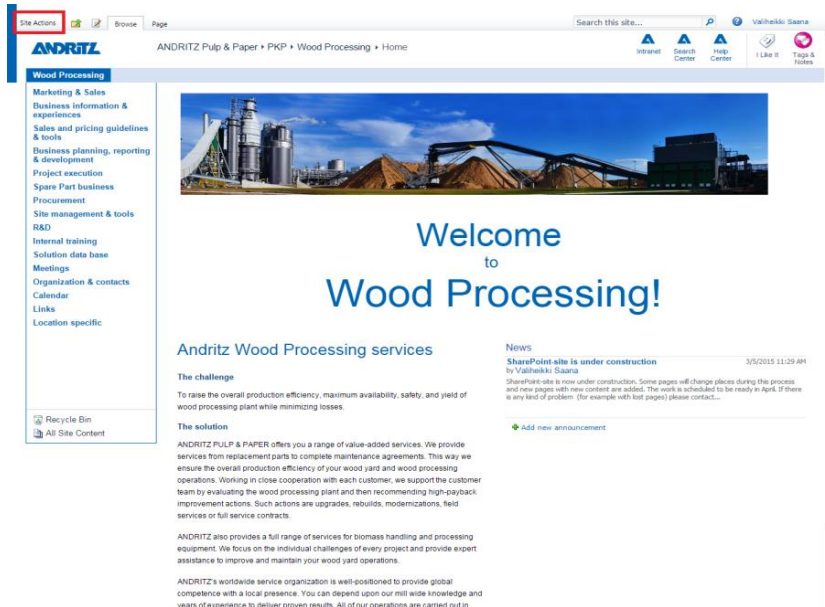 Site Actions Browse Page Search this site... Valiheikki Saana
ANDRITZ ANDRITZ Pulp & Paper ▸ PKP ▸ Wood Processing ▸ Home Intranet Search Center Help Center I Like It Tags & Notes
Wood Processing
Marketing & Sales
Business information &
experiences
Sales and pricing guidelines
& tools
Business planning, reporting
& development
Project execution
Spare Part business
Procurement
Site management & tools
R&D
Internal training
Solution data base
Meetings
Organization & contacts
Calendar
Links
Location specific
Recycle Bin
All Site Content
Welcome
to
Wood Processing!
Andritz Wood Processing services
The challenge
To raise the overall production efficiency, maximum availability, safety, and yield of
wood processing plant while minimizing losses.
The solution
ANDRITZ PULP & PAPER offers you a range of value-added services. We provide
services from replacement parts to complete maintenance agreements. This way we
ensure the overall production efficiency of your wood yard and wood processing
operations. Working in close cooperation with each customer, we support the customer
team by evaluating the wood processing plant and then recommending high-payback
improvement actions. Such actions are upgrades, rebuilds, modernizations, field
services or full service contracts.
ANDRITZ also provides a full range of services for biomass handling and processing
equipment. We focus on the individual challenges of every project and provide expert
assistance to improve and maintain your wood yard operations.
ANDRITZ's worldwide service organization is well-positioned to provide global
competence with a local presence. You can depend upon our mill wide knowledge and
years of experience to deliver proven results. All of our operations are carried out in
News
SharePoint-site is under construction 3/5/2015 11:29 AM
by Valiheikki Saana
SharePoint-site is now under construction. Some pages will change places during this process
and new pages with new content are added. The work is scheduled to be ready in April. If there
is any kind of problem (for example with lost pages) please contact...
Add new announcement